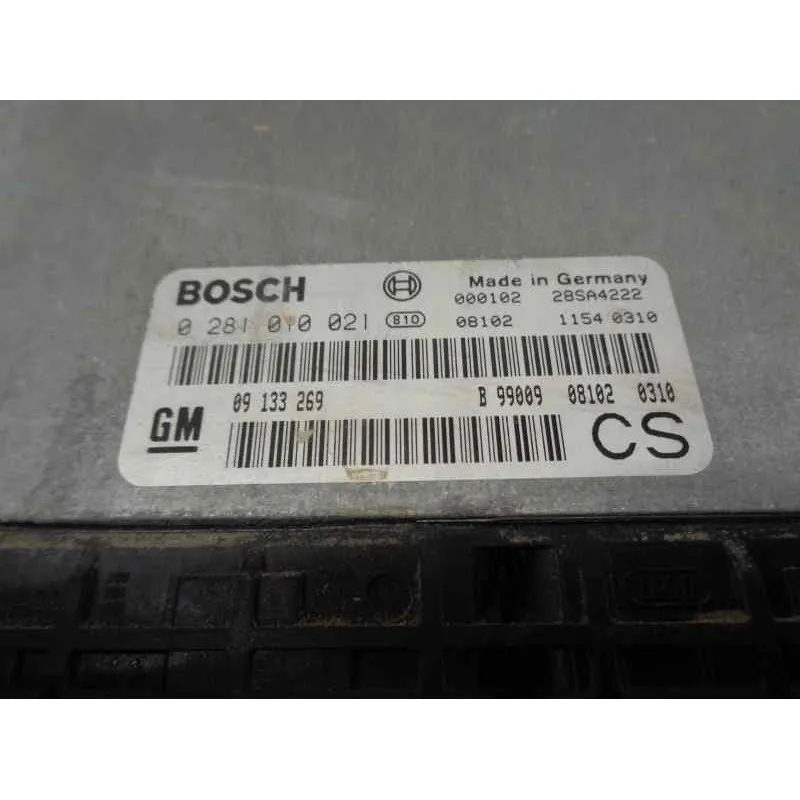 BOSCH Made in Germany
000102 28SA4222
0 281 010 021 810 08102 1154 0310
09 133 269 B 99009 08102 0310
GM CS